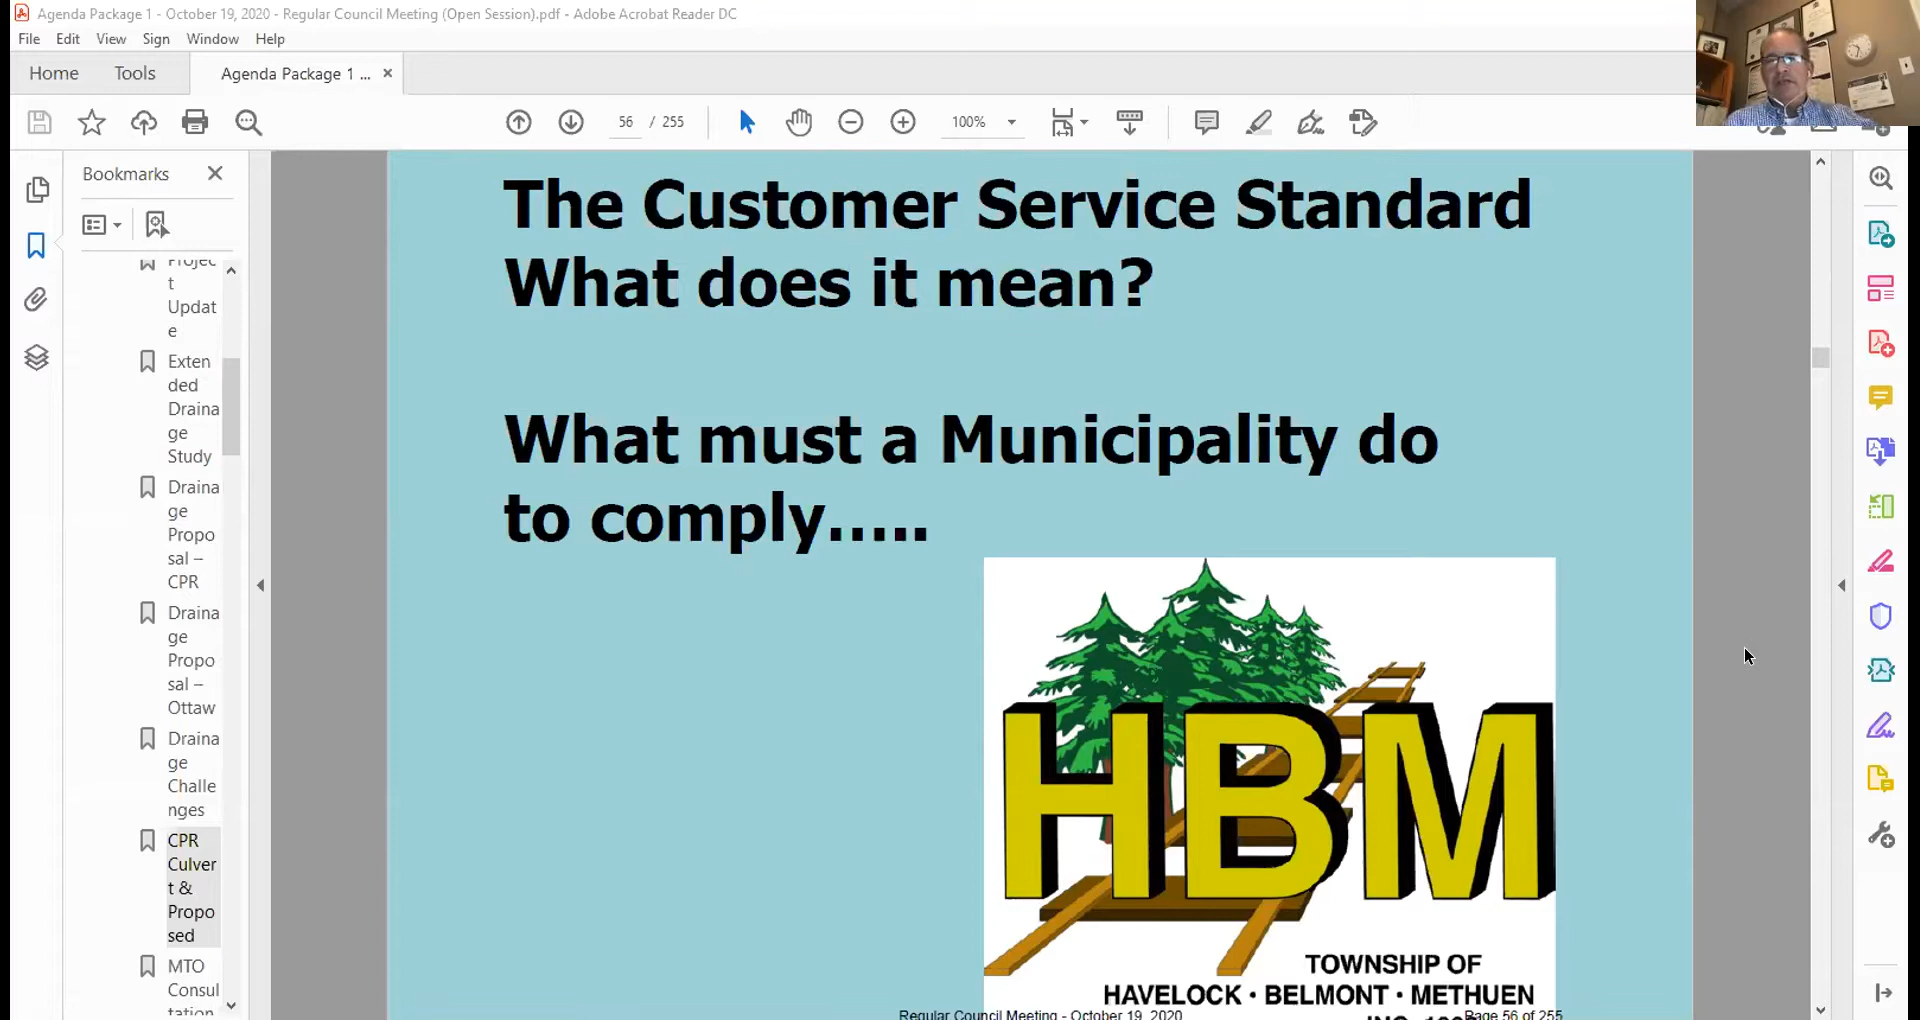 Agenda Package 1 - October 19, 2020 - Regular Council Meeting (Open Session).pdf - Adobe Acrobat Reader DC
File Edit View Sign Window Help
Home Tools Agenda Package 1 ... ×
56 / 255 100%
Bookmarks
Projec
t
Updat
e
Exten
ded
Draina
ge
Study
Draina
ge
Propo
sal –
CPR
Draina
ge
Propo
sal –
Ottaw
Draina
ge
Challe
nges
CPR
Culver
t &
Propo
sed
MTO
Consul
tation
The Customer Service Standard
What does it mean?
What must a Municipality do
to comply.....
HBM
TOWNSHIP OF
HAVELOCK • BELMONT • METHUEN
Regular Council Meeting - October 19, 2020
Page 56 of 255